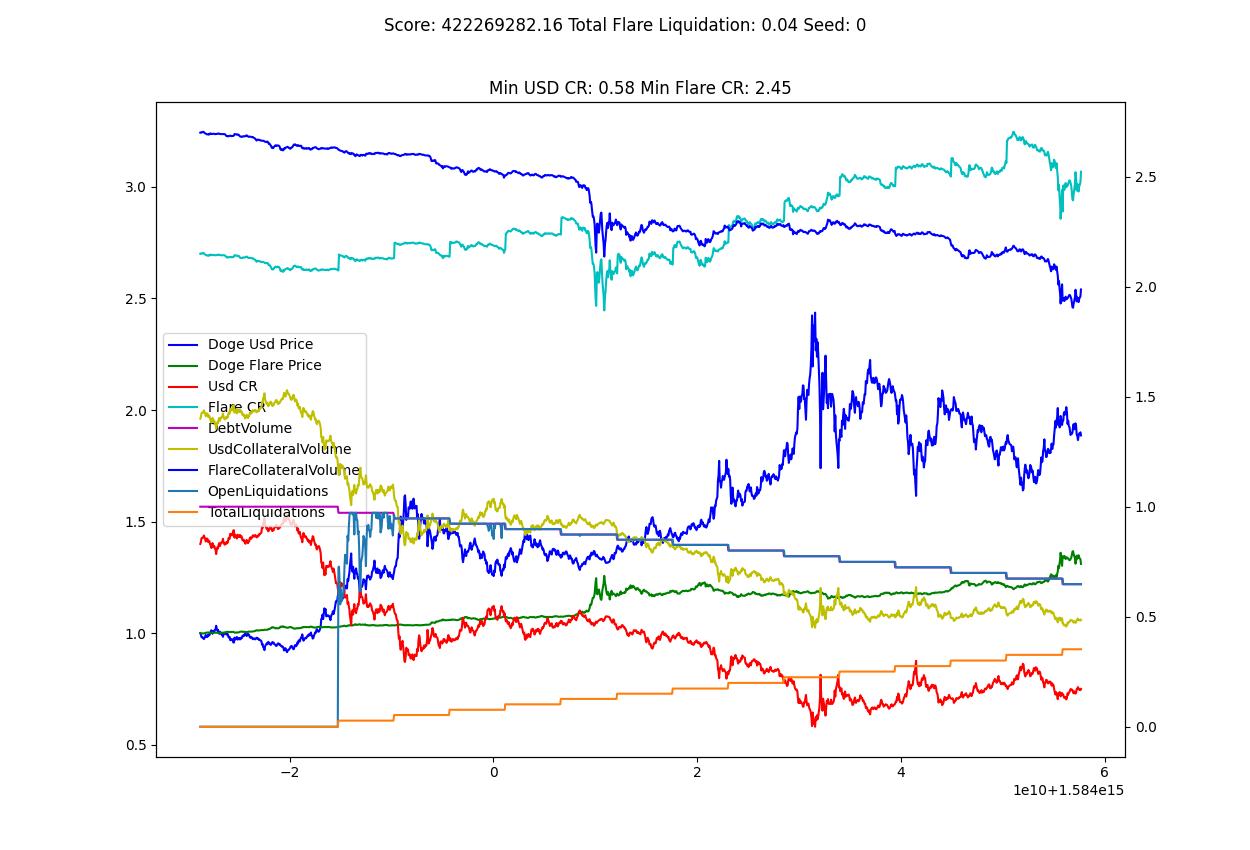 Score: 422269282.16 Total Flare Liquidation: 0.04 Seed: 0
Min USD CR: 0.58 Min Flare CR: 2.45
3.0
2.5
2.0
1.5
1.0
0.5
2.5
2.0
1.5
1.0
0.5
0.0
Doge Usd Price
Doge Flare Price
Usd CR
Flare CR
DebtVolume
UsdCollateralVolume
FlareCollateralVolume
OpenLiquidations
TotalLiquidations
−2 0 2 4 6
1e10+1.584e15